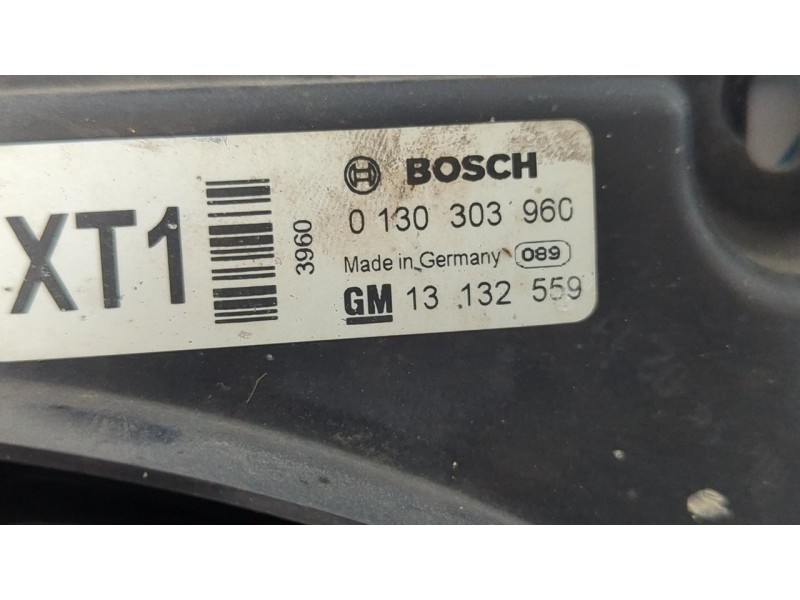 XT1
3960
BOSCH
0 130 303 960
Made in Germany 089
GM 13 132 559